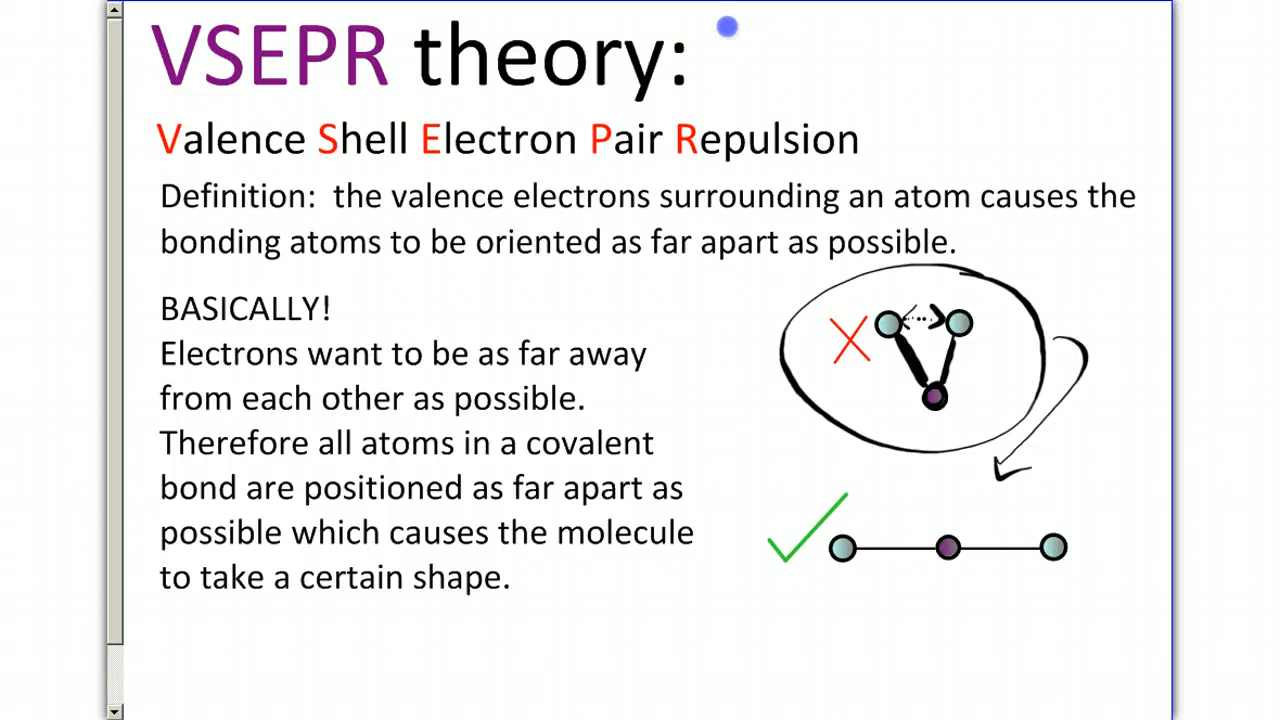 VSEPR theory:
Valence Shell Electron Pair Repulsion
Definition:  the valence electrons surrounding an atom causes the
bonding atoms to be oriented as far apart as possible.
BASICALLY!
Electrons want to be as far away
from each other as possible.
Therefore all atoms in a covalent
bond are positioned as far apart as
possible which causes the molecule
to take a certain shape.